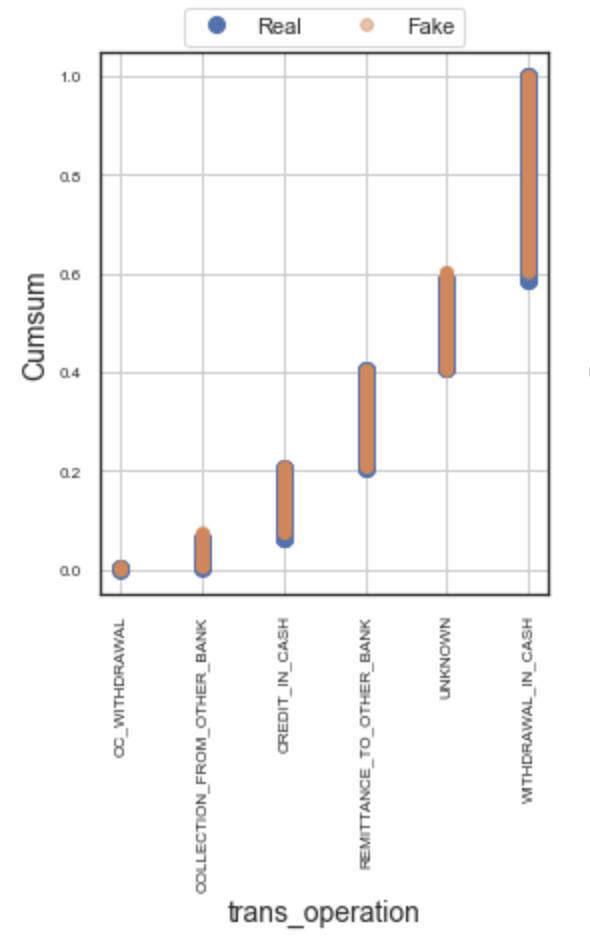 Real Fake
1.0
0.8
0.6
0.4
0.2
0.0
Cumsum
CC_WITHDRAWAL
COLLECTION_FROM_OTHER_BANK
CREDIT_IN_CASH
REMITTANCE_TO_OTHER_BANK
UNKNOWN
WITHDRAWAL_IN_CASH
trans_operation